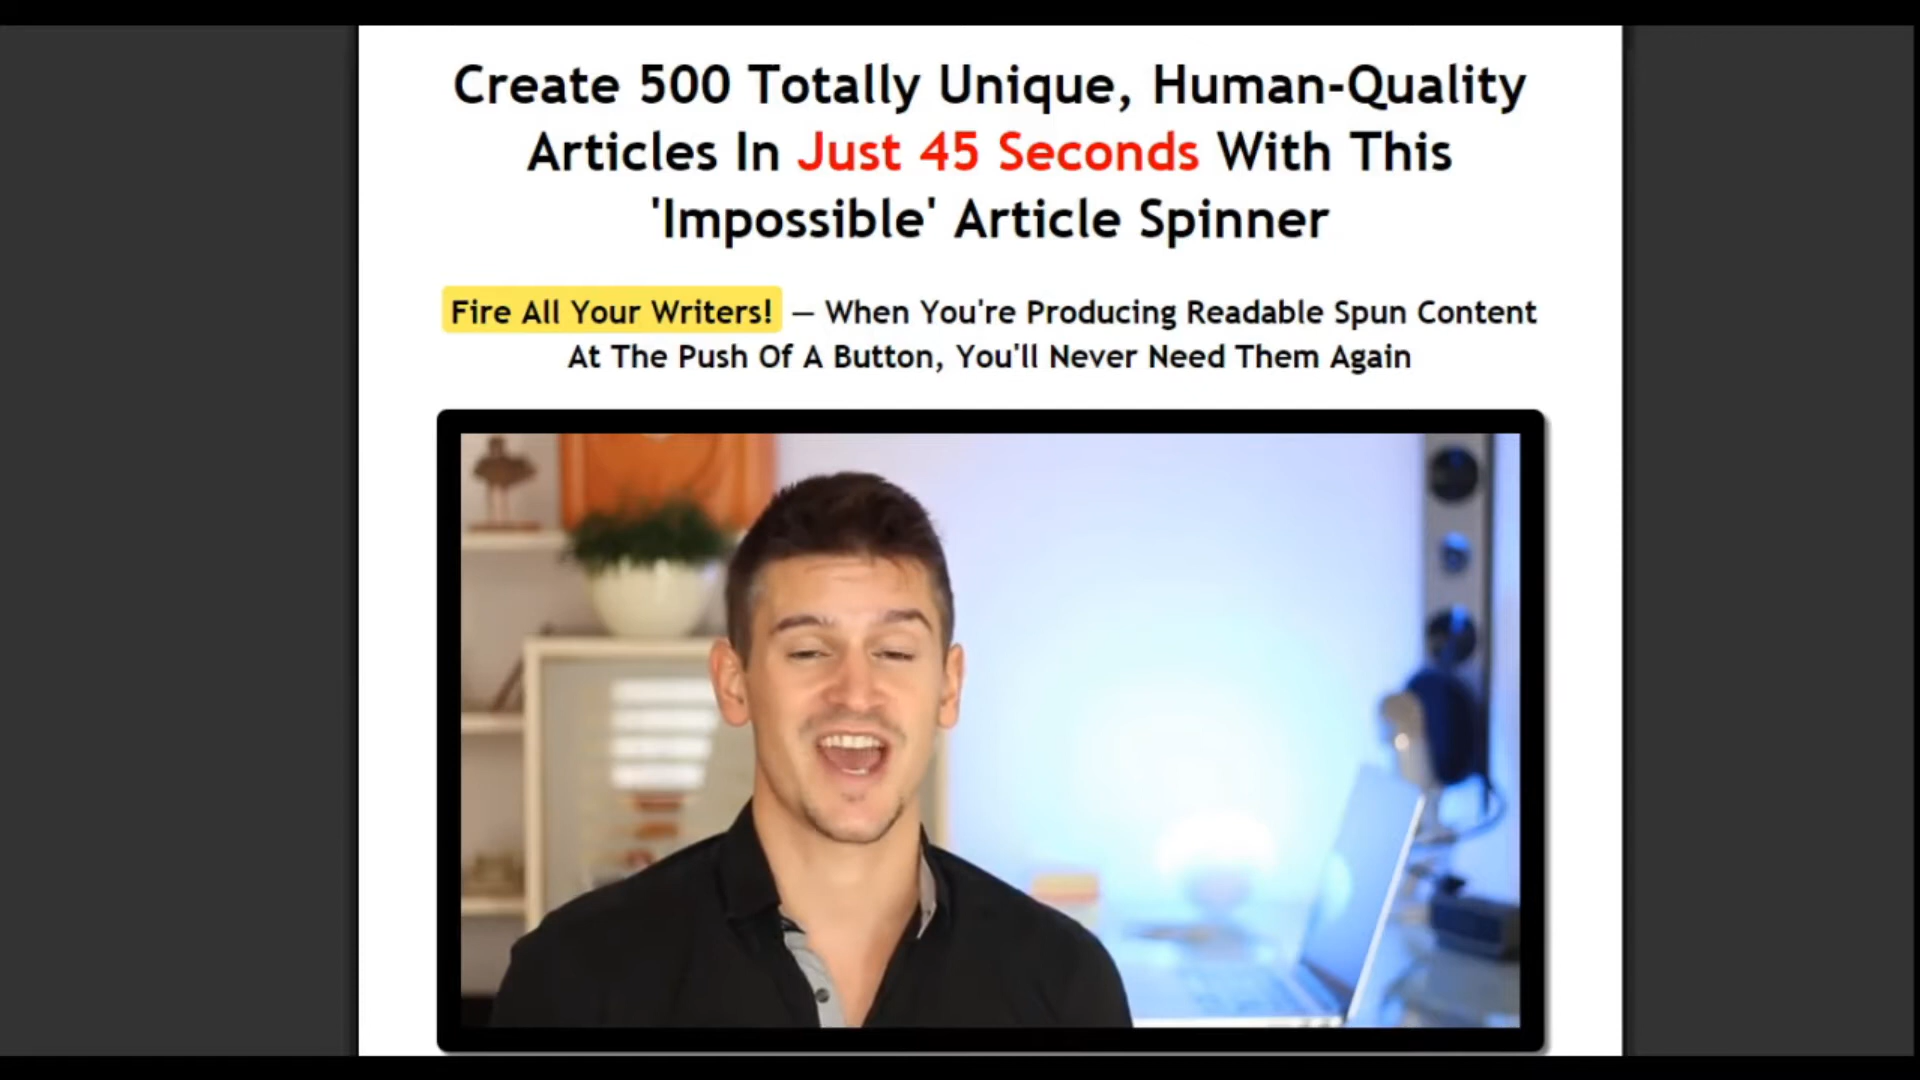 Create 500 Totally Unique, Human-Quality
Articles In Just 45 Seconds With This
'Impossible' Article Spinner
Fire All Your Writers! — When You're Producing Readable Spun Content
At The Push Of A Button, You'll Never Need Them Again